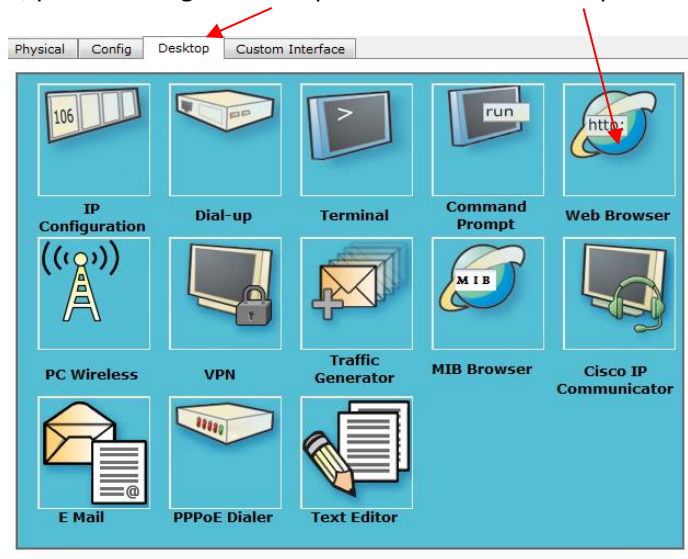 Physical Config Desktop Custom Interface
106
>
run
http:
IP
Configuration
Dial-up
Terminal
Command
Prompt
Web Browser
MIB
PC Wireless
VPN
Traffic
Generator
MIB Browser
Cisco IP
Communicator
@
E Mail
PPPoE Dialer
Text Editor